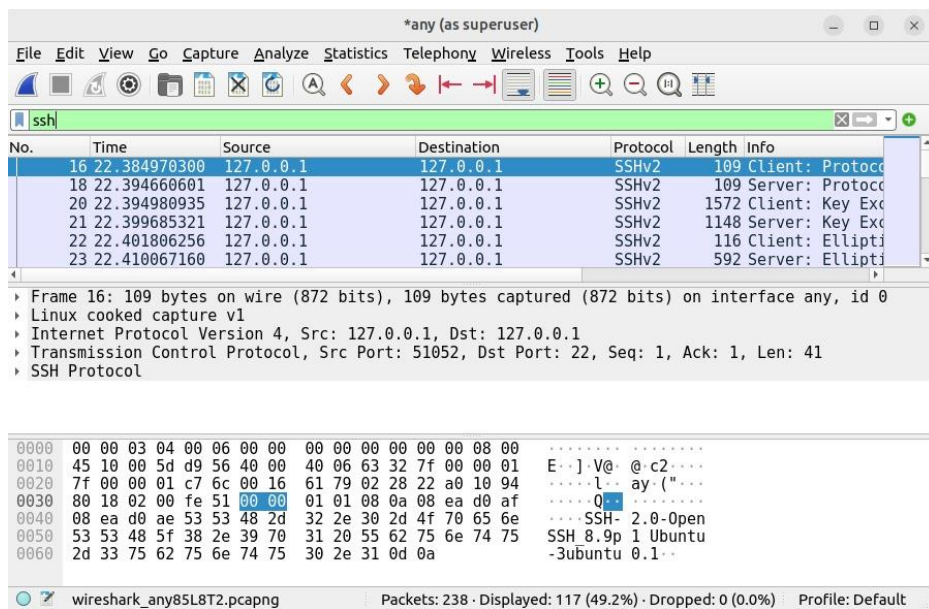 *any (as superuser)
File Edit View Go Capture Analyze Statistics Telephony Wireless Tools Help
ssh
No. Time Source Destination Protocol Length Info
16 22.384970300 127.0.0.1 127.0.0.1 SSHv2 109 Client: Protoco
18 22.394660601 127.0.0.1 127.0.0.1 SSHv2 109 Server: Protoco
20 22.394980935 127.0.0.1 127.0.0.1 SSHv2 1572 Client: Key Exc
21 22.399685321 127.0.0.1 127.0.0.1 SSHv2 1148 Server: Key Exc
22 22.401806256 127.0.0.1 127.0.0.1 SSHv2 116 Client: Ellipti
23 22.410067160 127.0.0.1 127.0.0.1 SSHv2 592 Server: Ellipti
Frame 16: 109 bytes on wire (872 bits), 109 bytes captured (872 bits) on interface any, id 0
Linux cooked capture v1
Internet Protocol Version 4, Src: 127.0.0.1, Dst: 127.0.0.1
Transmission Control Protocol, Src Port: 51052, Dst Port: 22, Seq: 1, Ack: 1, Len: 41
SSH Protocol
0000 00 00 03 04 00 06 00 00 00 00 00 00 00 00 08 00 ········ ········
0010 45 10 00 5d d9 56 40 00 40 06 63 32 7f 00 00 01 E··]·V@· @·c2····
0020 7f 00 00 01 c7 6c 00 16 61 79 02 28 22 a0 10 94 ·····l·· ay·("···
0030 80 18 02 00 fe 51 00 00 01 01 08 0a 08 ea d0 af ·····Q·· ········
0040 08 ea d0 ae 53 53 48 2d 32 2e 30 2d 4f 70 65 6e ····SSH- 2.0-Open
0050 53 53 48 5f 38 2e 39 70 31 20 55 62 75 6e 74 75 SSH_8.9p 1 Ubuntu
0060 2d 33 75 62 75 6e 74 75 30 2e 31 0d 0a -3ubuntu 0.1··
wireshark_any85L8T2.pcapng Packets: 238 · Displayed: 117 (49.2%) · Dropped: 0 (0.0%) Profile: Default